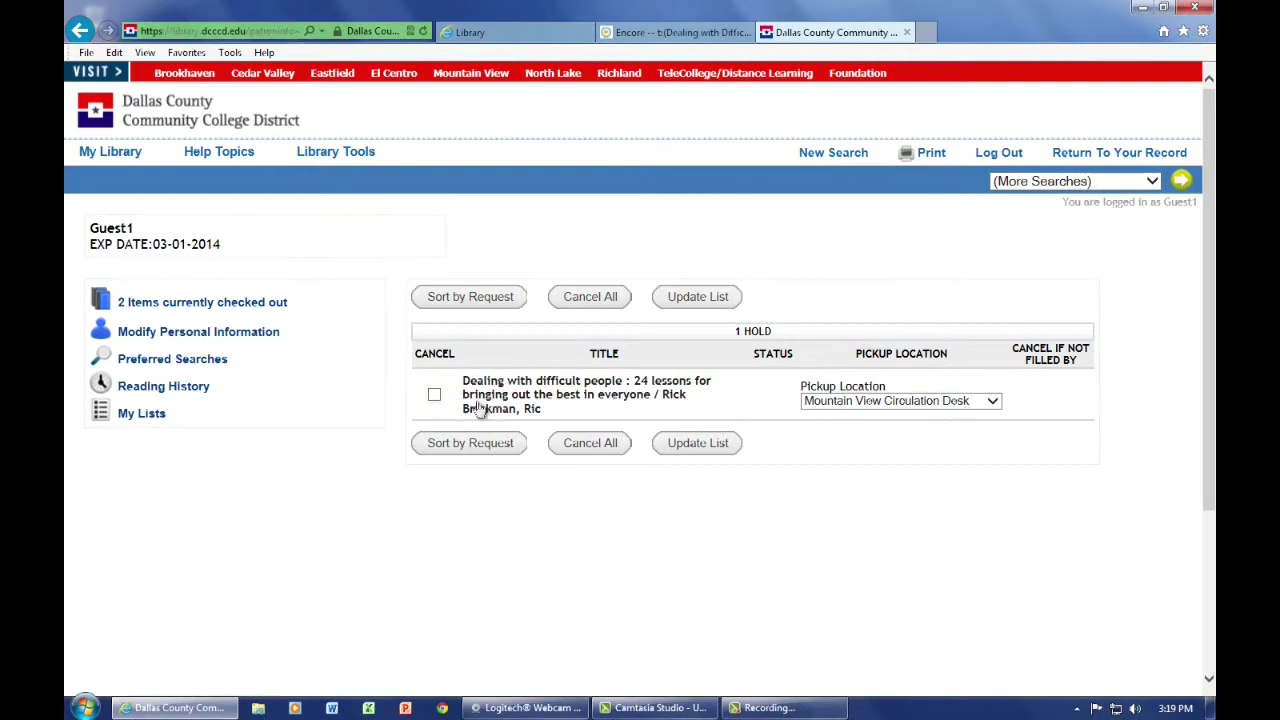 https://library.dcccd.edu/patroninfo~
Dallas Cou...
Library
Encore -- t:(Dealing with Diffic...
Dallas County Community ...
File Edit View Favorites Tools Help
VISIT > Brookhaven Cedar Valley Eastfield El Centro Mountain View North Lake Richland TeleCollege/Distance Learning Foundation
Dallas County
Community College District
My Library Help Topics Library Tools New Search Print Log Out Return To Your Record
(More Searches)
You are logged in as Guest1
Guest1
EXP DATE:03-01-2014
2 Items currently checked out
Modify Personal Information
Preferred Searches
Reading History
My Lists
Sort by Request Cancel All Update List
1 HOLD
CANCEL TITLE STATUS PICKUP LOCATION CANCEL IF NOT
FILLED BY
Dealing with difficult people : 24 lessons for
bringing out the best in everyone / Rick
Brinkman, Ric
Pickup Location
Mountain View Circulation Desk
Sort by Request Cancel All Update List
Dallas County Com...
Logitech® Webcam ...
Camtasia Studio - U...
Recording...
3:19 PM